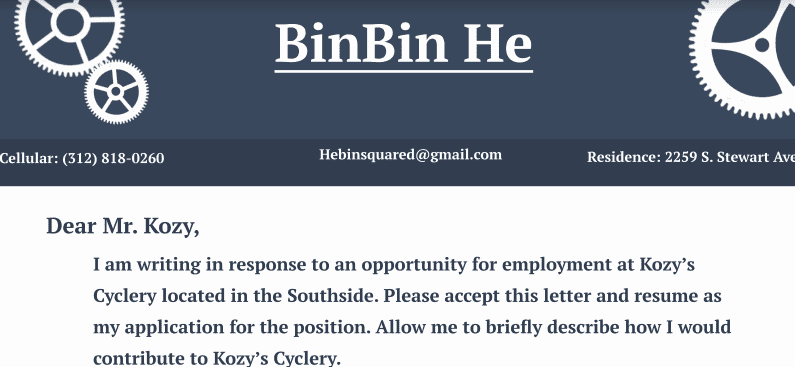 BinBin He
Cellular: (312) 818-0260
Hebinsquared@gmail.com
Residence: 2259 S. Stewart Ave
Dear Mr. Kozy,
I am writing in response to an opportunity for employment at Kozy’s
Cyclery located in the Southside. Please accept this letter and resume as
my application for the position. Allow me to briefly describe how I would
contribute to Kozy’s Cyclery.